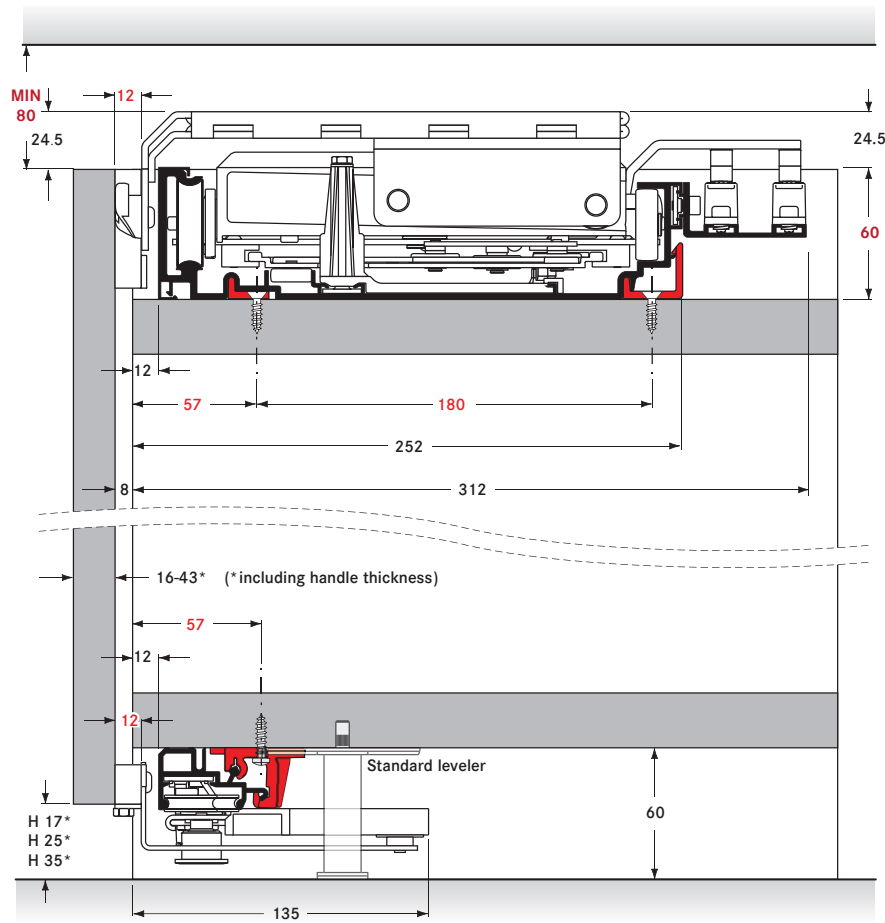 MIN
80
12
24.5
24.5
60
12
57
180
252
8
312
16-43* (*including handle thickness)
57
12
12
Standard leveler
H 17*
H 25*
H 35*
60
135